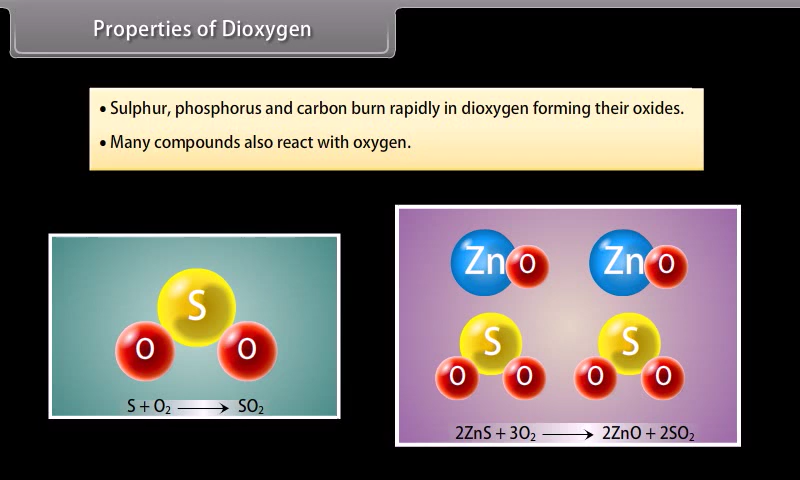 Properties of Dioxygen
• Sulphur, phosphorus and carbon burn rapidly in dioxygen forming their oxides.
• Many compounds also react with oxygen.
S
O O
S + O₂ ⟶ SO₂
Zn O Zn O
S S
O O O O
2ZnS + 3O₂ ⟶ 2ZnO + 2SO₂